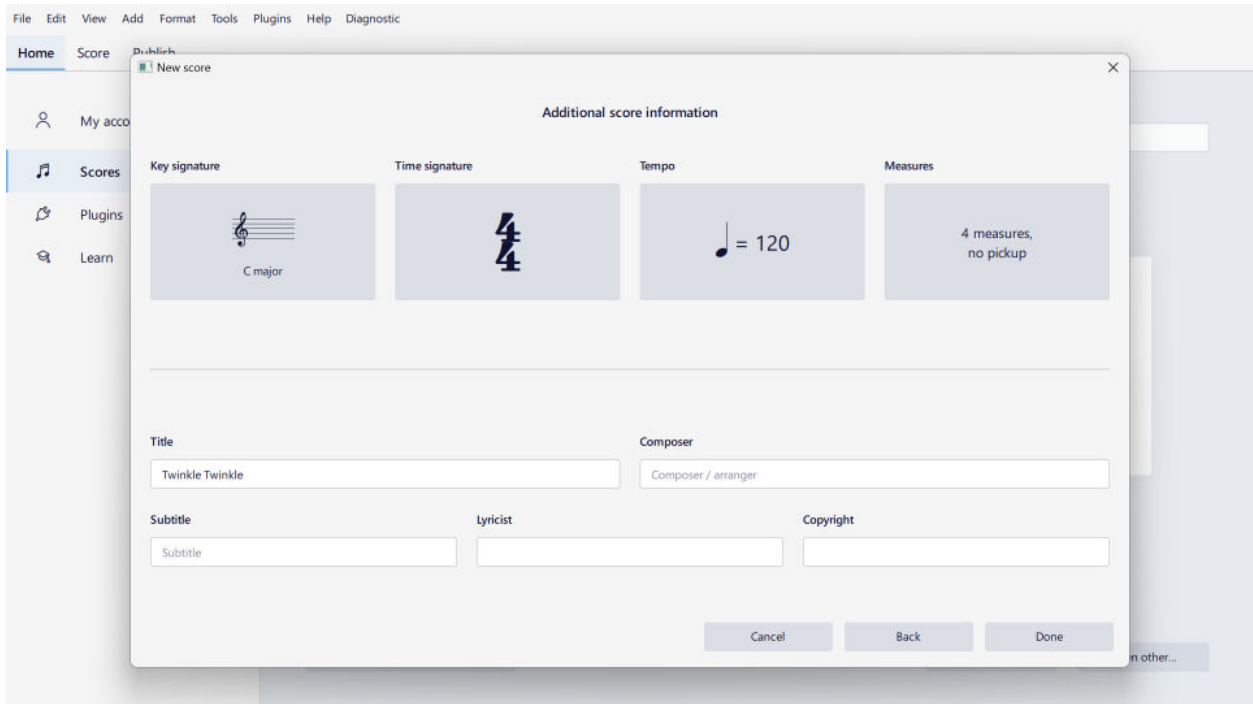 File Edit View Add Format Tools Plugins Help Diagnostic
Home Score Publish
New score
Additional score information
My acco
Scores
Plugins
Learn
Key signature Time signature Tempo Measures
C major
4
4
= 120
4 measures,
no pickup
Title Composer
Twinkle Twinkle Composer / arranger
Subtitle Lyricist Copyright
Subtitle
Cancel Back Done
n other...